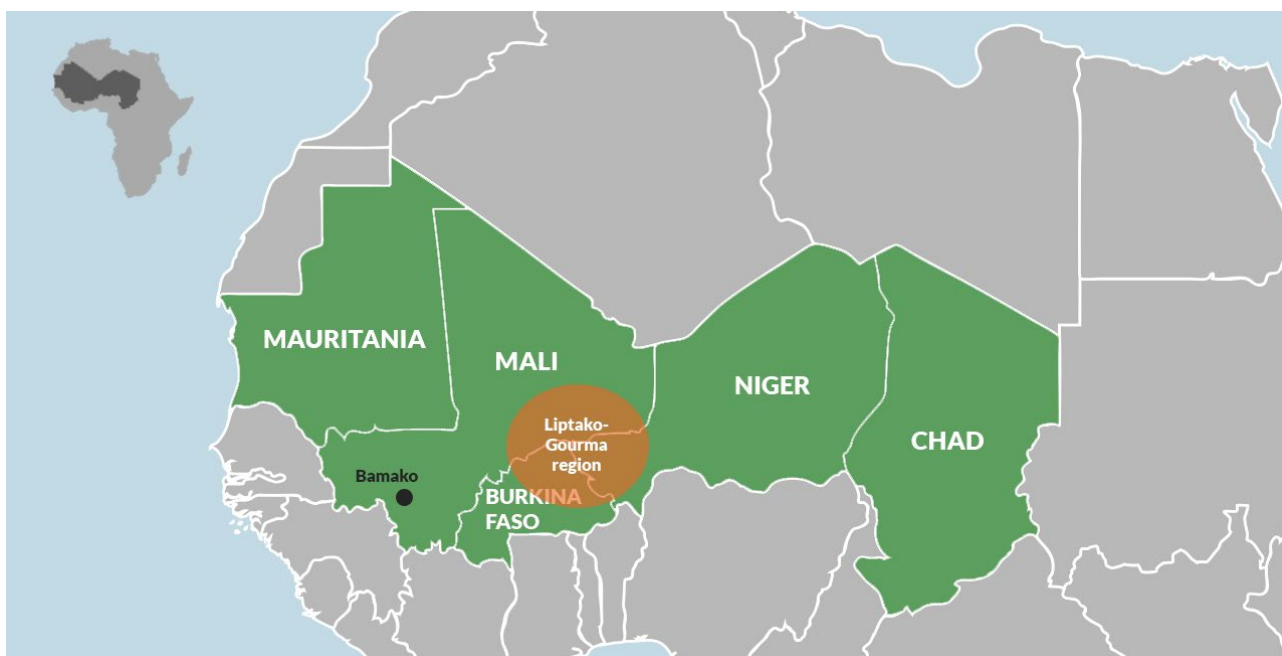 MAURITANIA
MALI
NIGER
CHAD
Liptako-
Gourma
region
Bamako
BURKINA
FASO